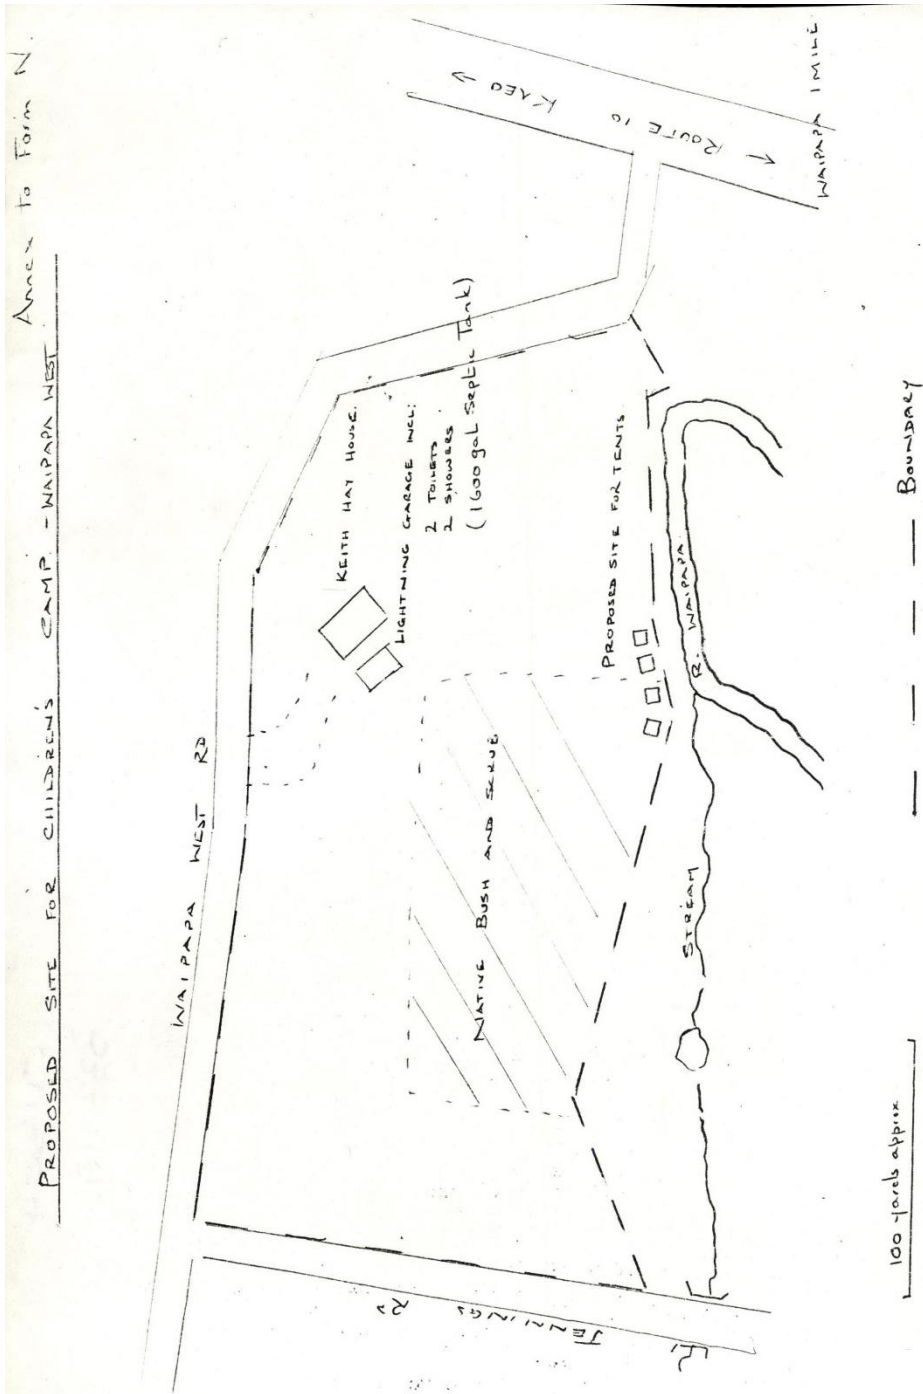 Annex to Form N.
PROPOSED SITE FOR CHILDREN'S CAMP - WAIPAPA WEST
WAIPAPA WEST RD
KEITH HAY HOUSE.
LIGHTNING GARAGE INCL:
2 TOILETS
2 SHOWERS
(1600 gal Septic Tank)
← ROUTE 10 KAEO →
WAIPAPA 1 MILE.
NATIVE BUSH AND SCRUB
PROPOSED SITE FOR TENTS
R. WAIPAPA
STREAM
JENNINGS RD
100 yards approx
BOUNDARY